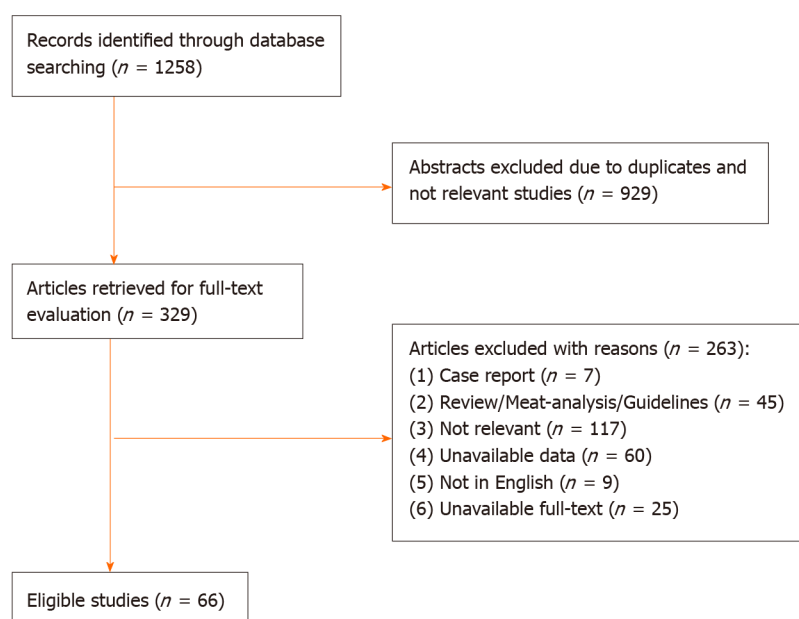 Records identified through database
searching (n = 1258)
Abstracts excluded due to duplicates and
not relevant studies (n = 929)
Articles retrieved for full-text
evaluation (n = 329)
Articles excluded with reasons (n = 263):
(1) Case report (n = 7)
(2) Review/Meat-analysis/Guidelines (n = 45)
(3) Not relevant (n = 117)
(4) Unavailable data (n = 60)
(5) Not in English (n = 9)
(6) Unavailable full-text (n = 25)
Eligible studies (n = 66)